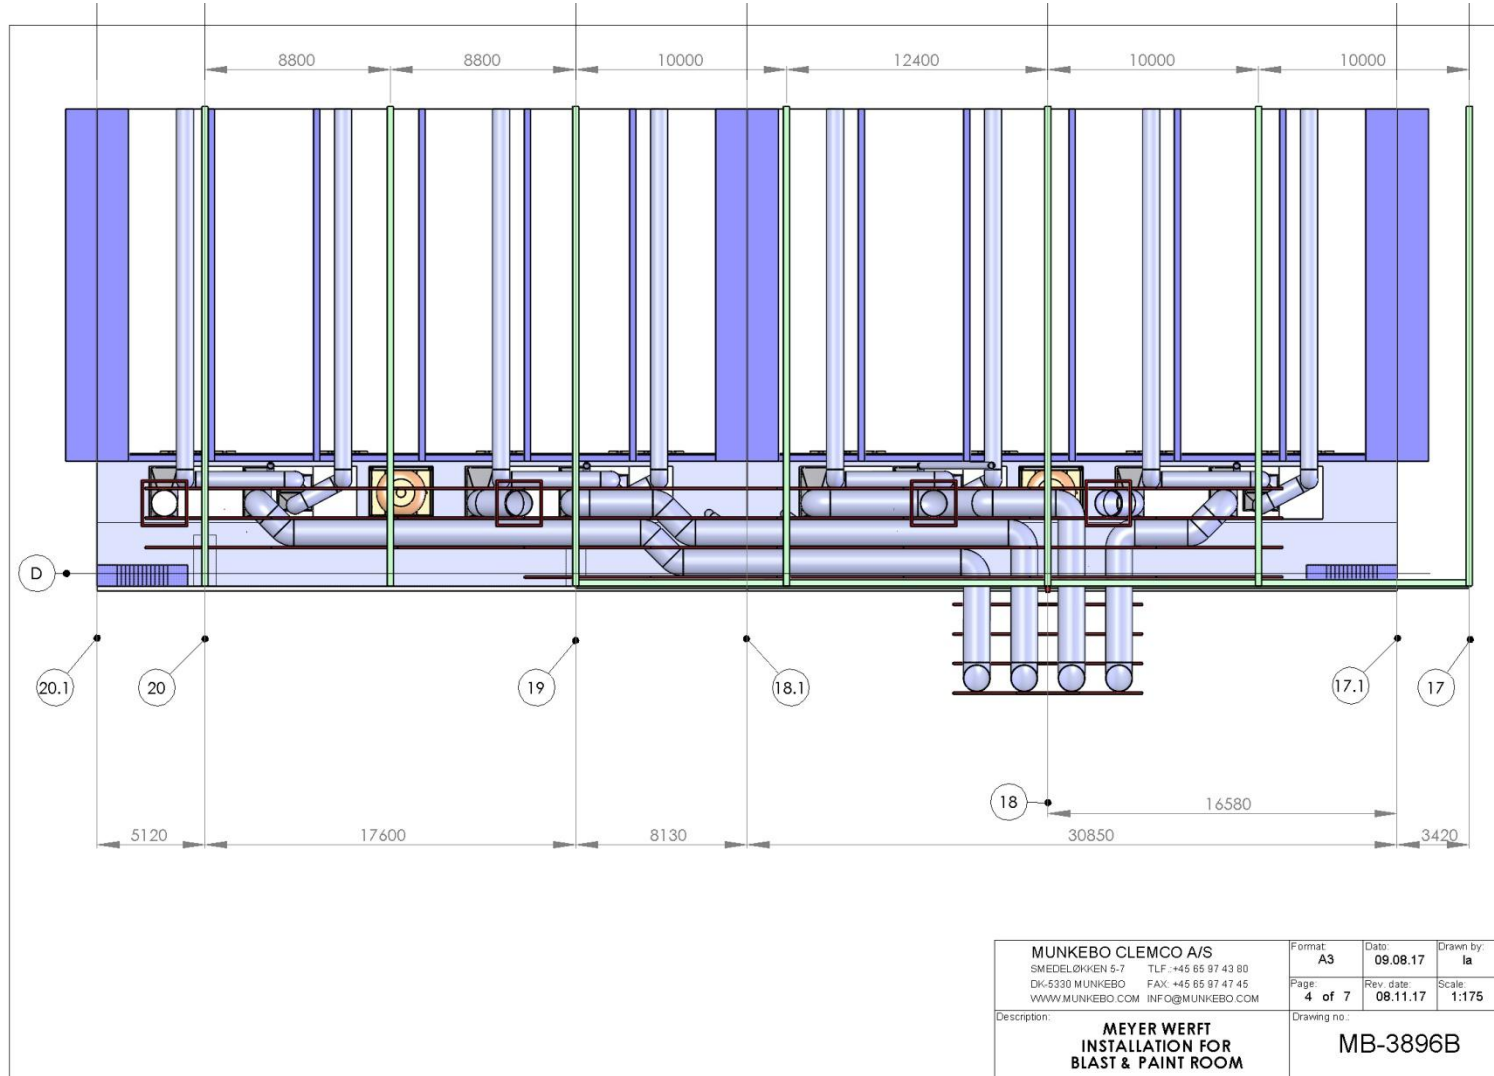 8800 8800 10000 12400 10000 10000
D
20.1 20 19 18.1 17.1 17
18 16580
5120 17600 8130 30850 3420
MUNKEBO CLEMCO A/S
SMEDELØKKEN 5-7 TLF.:+45 65 97 43 80
DK-5330 MUNKEBO FAX: +45 65 97 47 45
WWW.MUNKEBO.COM INFO@MUNKEBO.COM
Format: Dato: Drawn by:
A3 09.08.17 la
Page: Rev. date: Scale:
4 of 7 08.11.17 1:175
Description:
MEYER WERFT
INSTALLATION FOR
BLAST & PAINT ROOM
Drawing no.:
MB-3896B